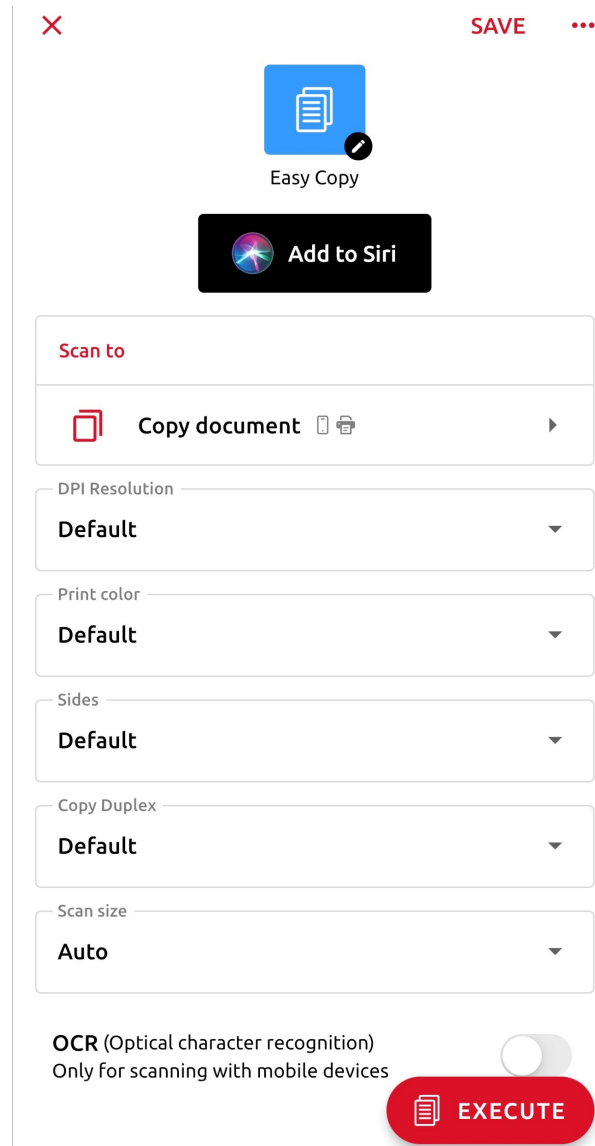 SAVE
Easy Copy
Add to Siri
Scan to
Copy document
DPI Resolution
Default
Print color
Default
Sides
Default
Copy Duplex
Default
Scan size
Auto
OCR (Optical character recognition)
Only for scanning with mobile devices
EXECUTE